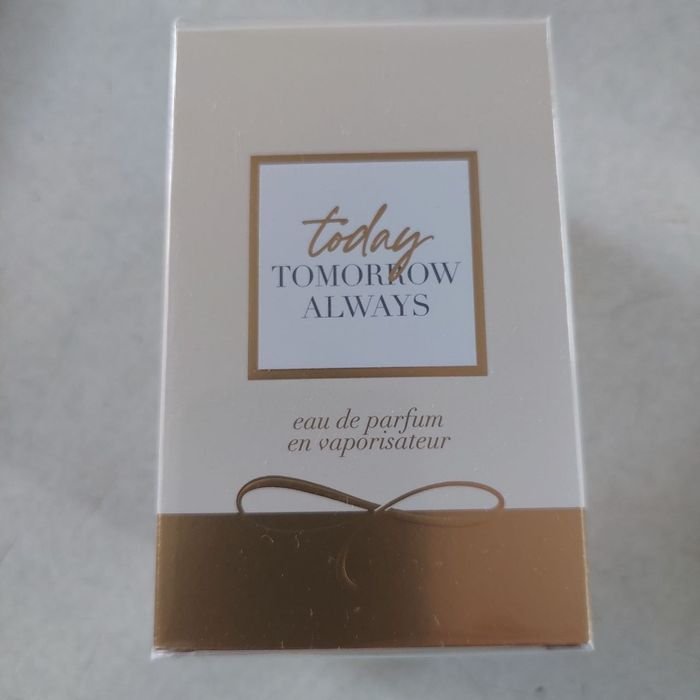 today
TOMORROW
ALWAYS
eau de parfum
en vaporisateur